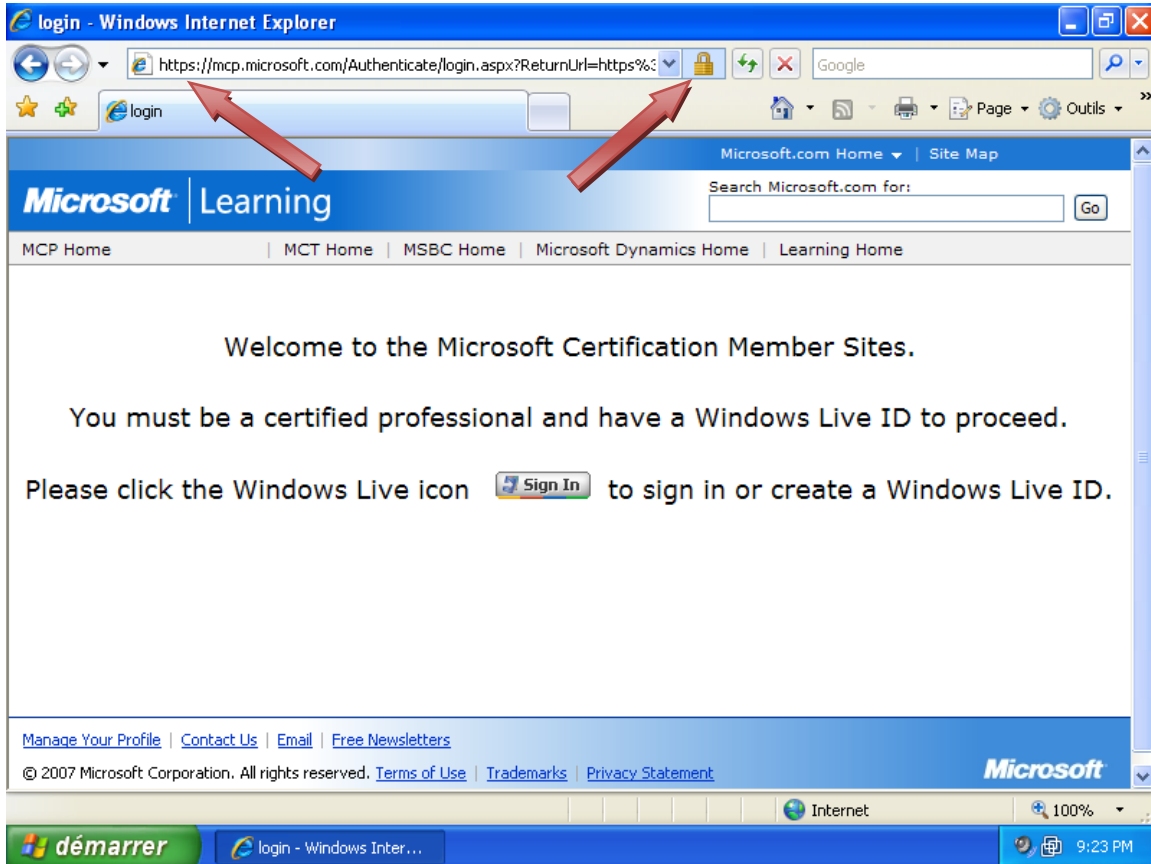 login - Windows Internet Explorer
https://mcp.microsoft.com/Authenticate/login.aspx?ReturnUrl=https%3 Google
login Page Outils »
Microsoft.com Home | Site Map
Microsoft Learning
Search Microsoft.com for:
Go
MCP Home | MCT Home | MSBC Home | Microsoft Dynamics Home | Learning Home
Welcome to the Microsoft Certification Member Sites.
You must be a certified professional and have a Windows Live ID to proceed.
Please click the Windows Live icon Sign In to sign in or create a Windows Live ID.
Manage Your Profile | Contact Us | Email | Free Newsletters
© 2007 Microsoft Corporation. All rights reserved. Terms of Use | Trademarks | Privacy Statement
Microsoft
Internet 100%
démarrer login - Windows Inter... 9:23 PM